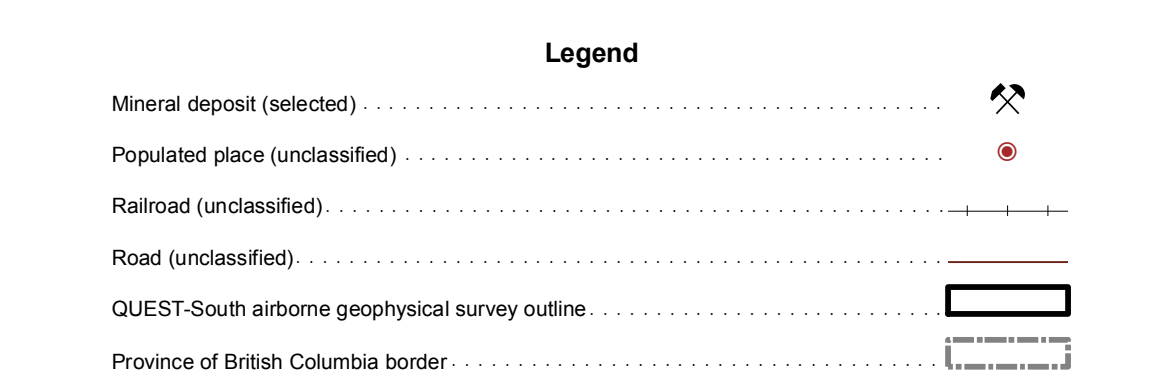 Legend
Mineral deposit (selected)
Populated place (unclassified)
Railroad (unclassified)
Road (unclassified)
QUEST-South airborne geophysical survey outline
Province of British Columbia border